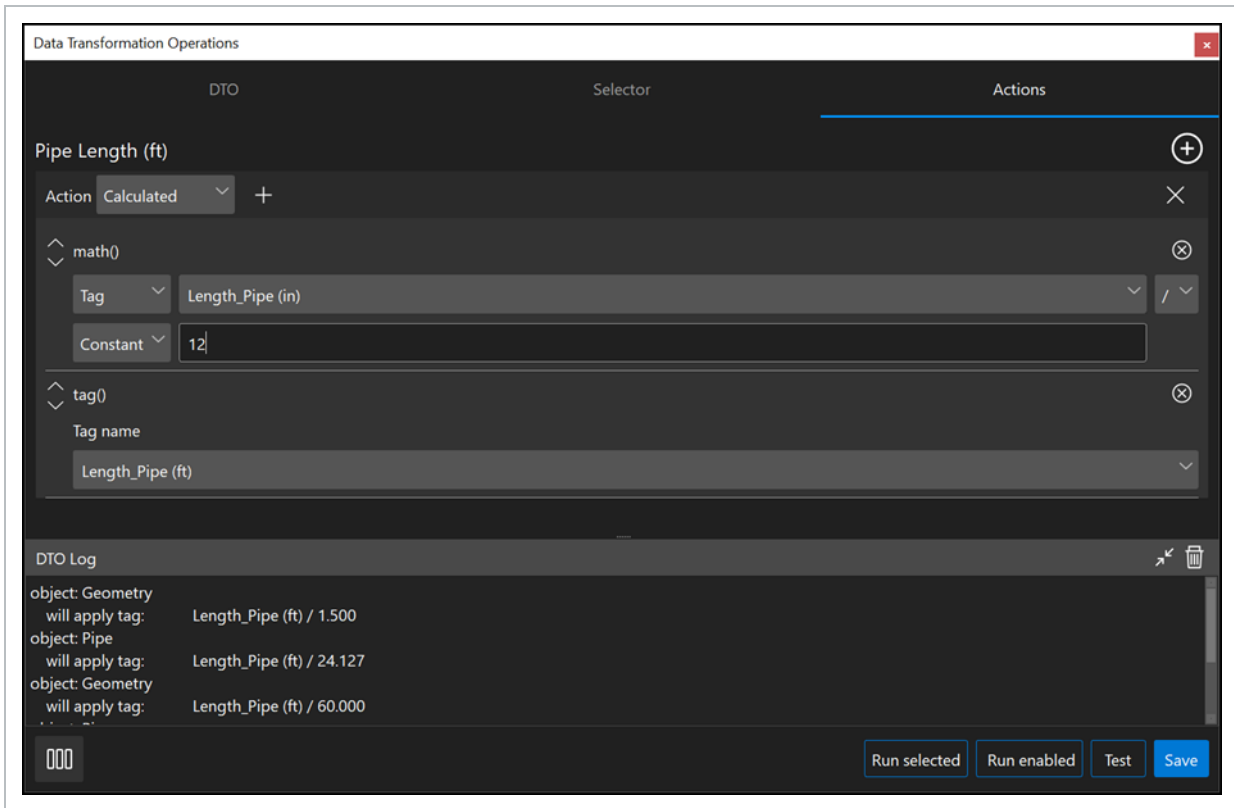 Data Transformation Operations
DTO Selector Actions
Pipe Length (ft)
Action Calculated
math()
Tag Length_Pipe (in) /
Constant 12
tag()
Tag name
Length_Pipe (ft)
DTO Log
object: Geometry
will apply tag: Length_Pipe (ft) / 1.500
object: Pipe
will apply tag: Length_Pipe (ft) / 24.127
object: Geometry
will apply tag: Length_Pipe (ft) / 60.000
Run selected Run enabled Test Save